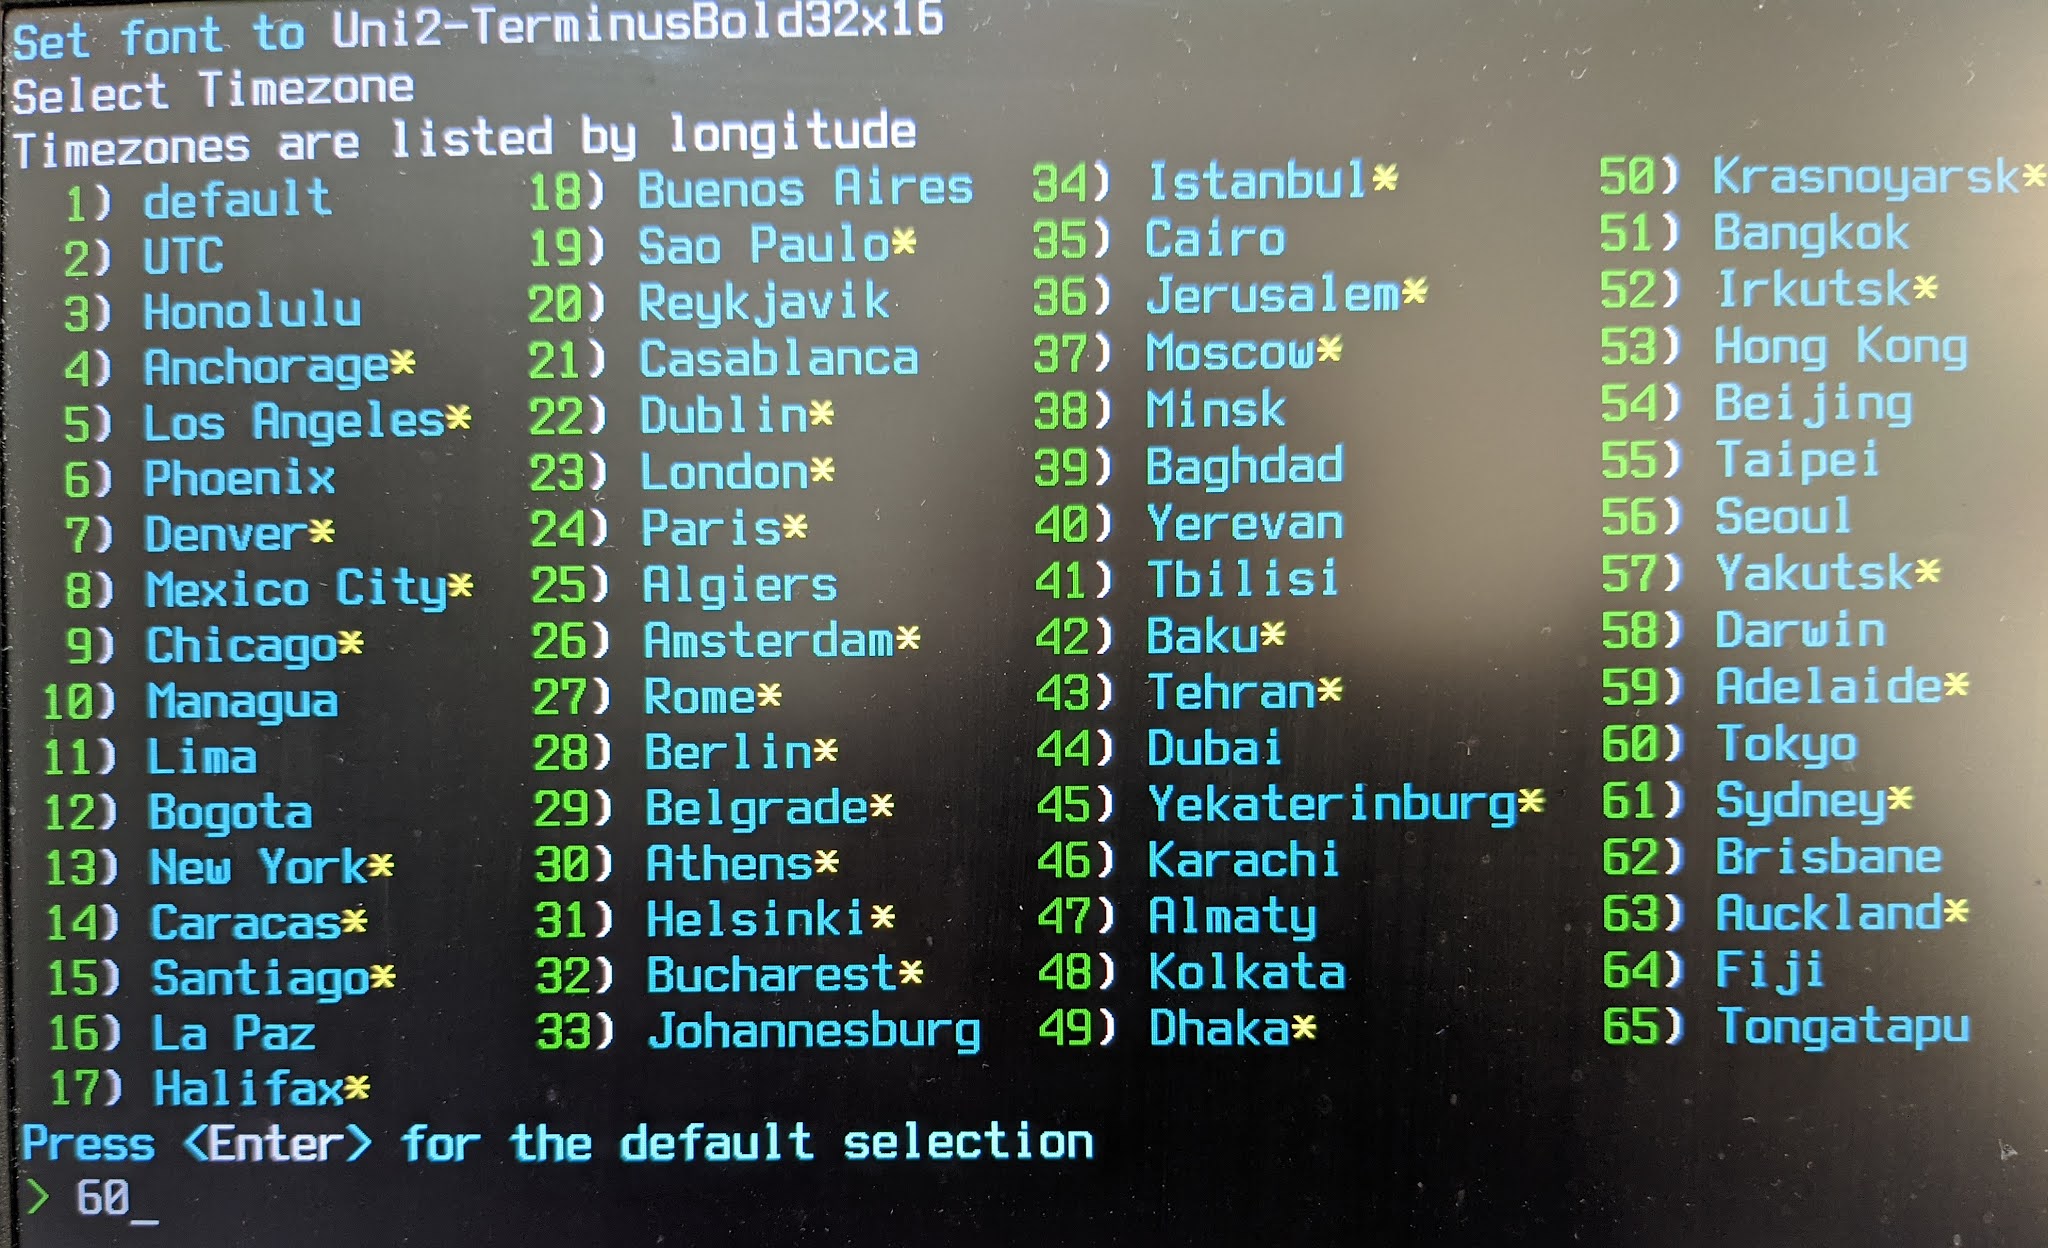 Set font to Uni2-TerminusBold32x16
Select Timezone
Timezones are listed by longitude
1) default 18) Buenos Aires 34) Istanbul* 50) Krasnoyarsk*
2) UTC 19) Sao Paulo* 35) Cairo 51) Bangkok
3) Honolulu 20) Reykjavik 36) Jerusalem* 52) Irkutsk*
4) Anchorage* 21) Casablanca 37) Moscow* 53) Hong Kong
5) Los Angeles* 22) Dublin* 38) Minsk 54) Beijing
6) Phoenix 23) London* 39) Baghdad 55) Taipei
7) Denver* 24) Paris* 40) Yerevan 56) Seoul
8) Mexico City* 25) Algiers 41) Tbilisi 57) Yakutsk*
9) Chicago* 26) Amsterdam* 42) Baku* 58) Darwin
10) Managua 27) Rome* 43) Tehran* 59) Adelaide*
11) Lima 28) Berlin* 44) Dubai 60) Tokyo
12) Bogota 29) Belgrade* 45) Yekaterinburg* 61) Sydney*
13) New York* 30) Athens* 46) Karachi 62) Brisbane
14) Caracas* 31) Helsinki* 47) Almaty 63) Auckland*
15) Santiago* 32) Bucharest* 48) Kolkata 64) Fiji
16) La Paz 33) Johannesburg 49) Dhaka* 65) Tongatapu
17) Halifax*
Press <Enter> for the default selection
> 60_